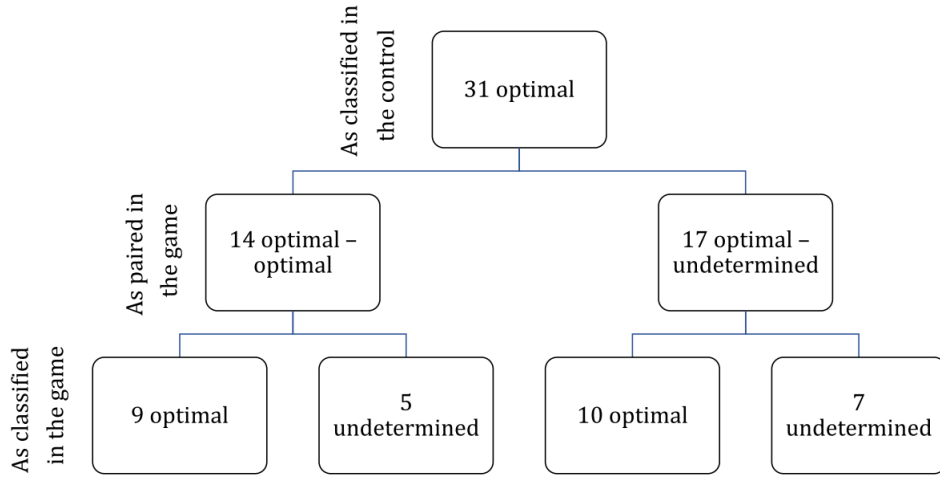 As classified in
the control
31 optimal
As paired in
the game
14 optimal –
optimal
17 optimal –
undetermined
As classified
in the game
9 optimal
5
undetermined
10 optimal
7
undetermined